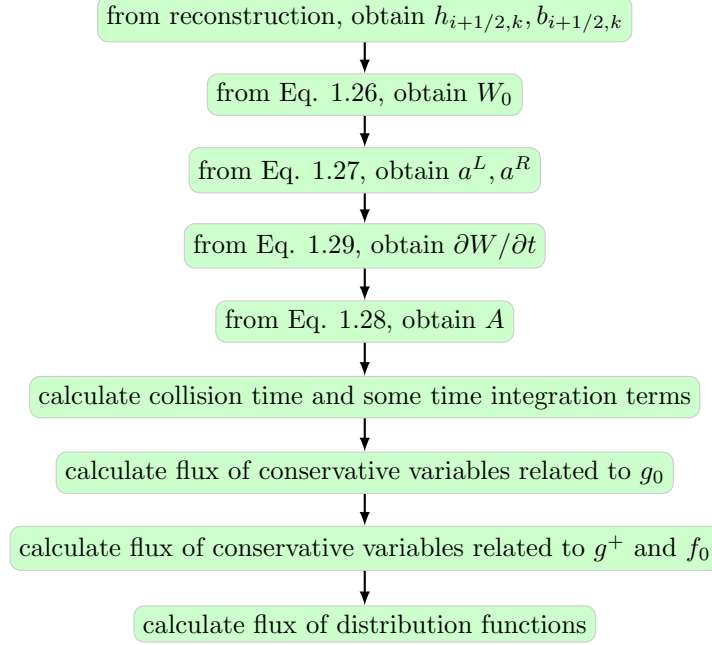 from reconstruction, obtain $h_{i+1/2,k}, b_{i+1/2,k}$
from Eq. 1.26, obtain $W_0$
from Eq. 1.27, obtain $a^L, a^R$
from Eq. 1.29, obtain $\partial W/\partial t$
from Eq. 1.28, obtain $A$
calculate collision time and some time integration terms
calculate flux of conservative variables related to $g_0$
calculate flux of conservative variables related to $g^+$ and $f_0$
calculate flux of distribution functions